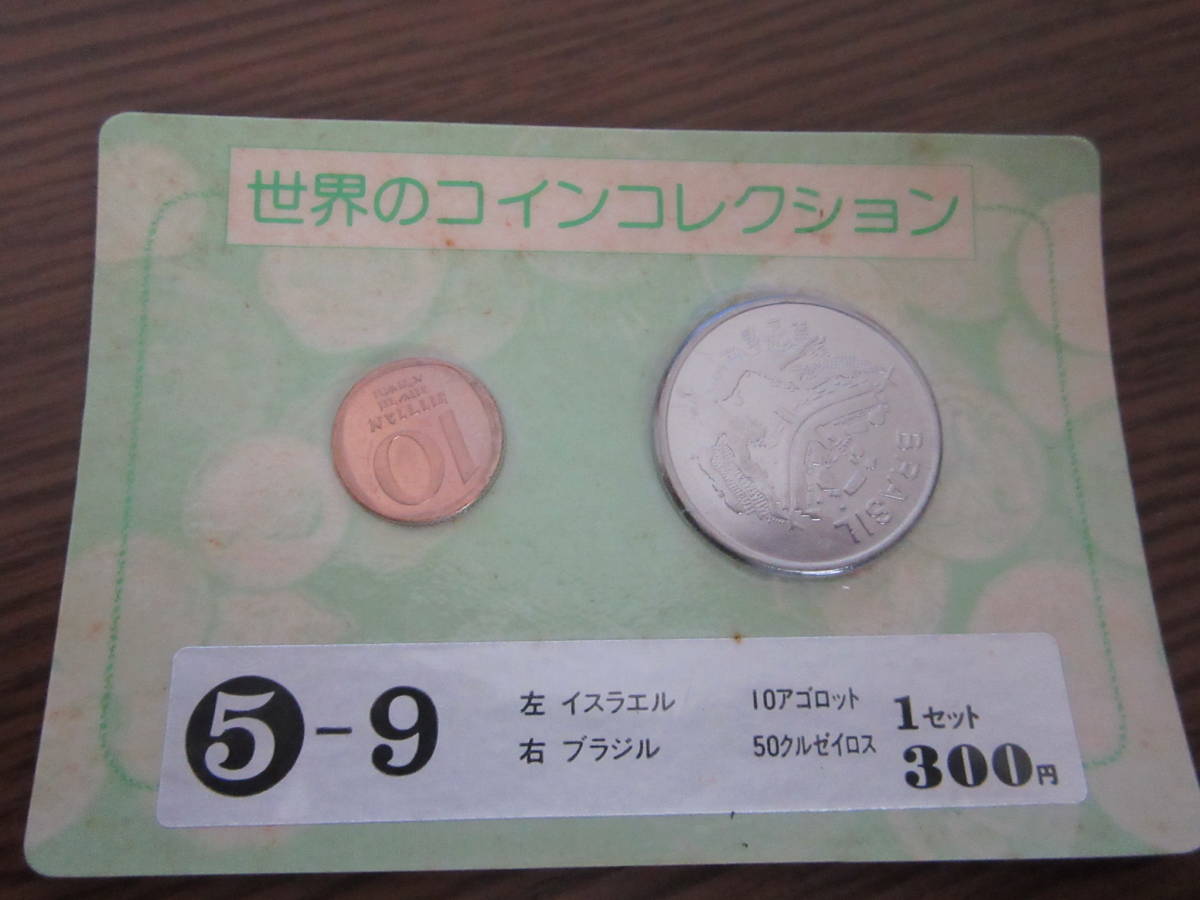 世界のコインコレクション
10
BRASIL
5-9
左 イスラエル 10アゴロット
右 ブラジル 50クルゼイロス
1セット
300円